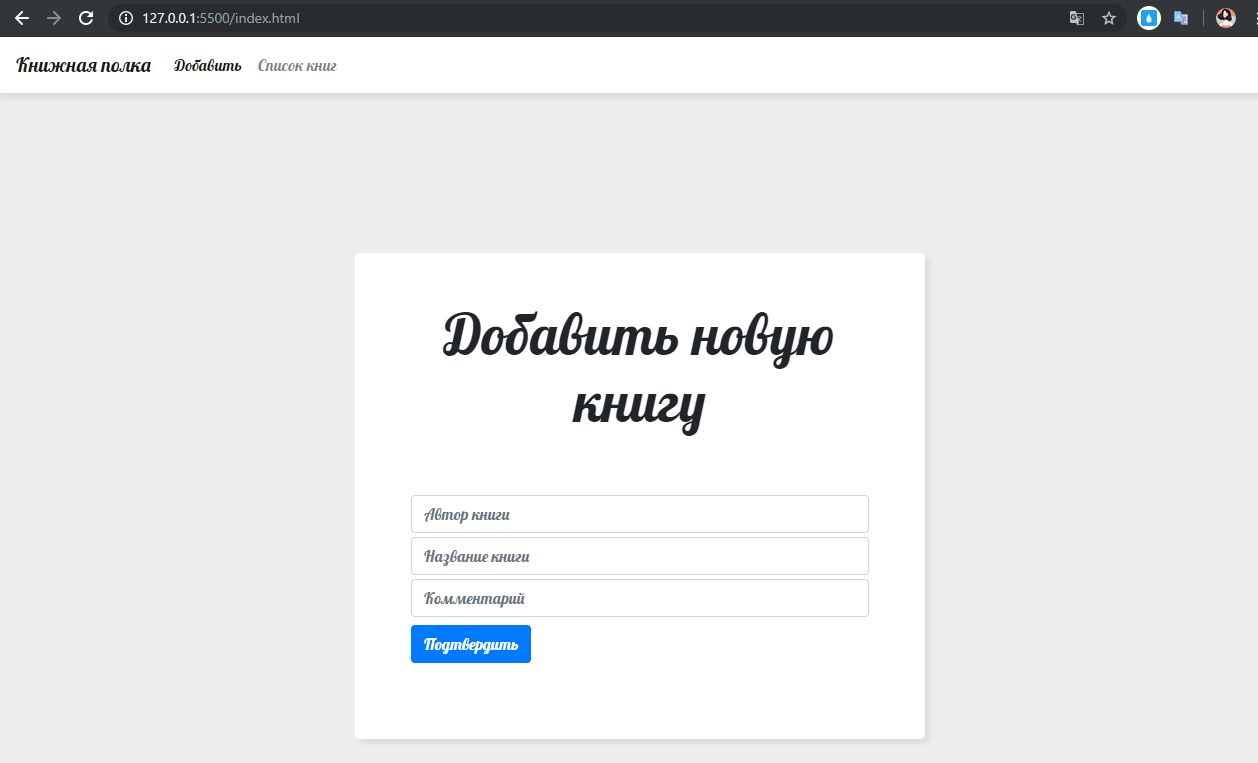 127.0.0.1:5500/index.html
Книжная полка Добавить Список книг
Добавить новую
книгу
Автор книги
Название книги
Комментарий
Подтвердить